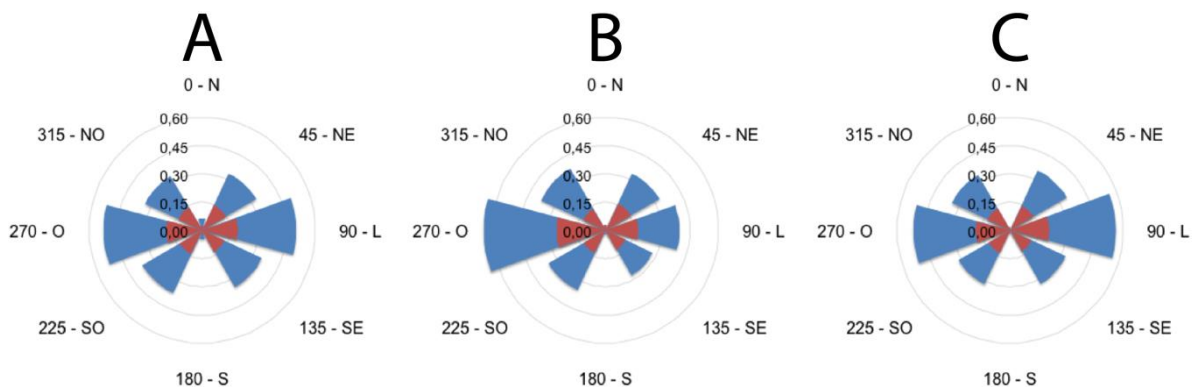 A
0 - N
315 - NO
45 - NE
0,60
0,45
0,30
0,15
0,00
270 - O
90 - L
225 - SO
135 - SE
180 - S
B
0 - N
315 - NO
45 - NE
0,60
0,45
0,30
0,15
0,00
270 - O
90 - L
225 - SO
135 - SE
180 - S
C
0 - N
315 - NO
45 - NE
0,60
0,45
0,30
0,15
0,00
270 - O
90 - L
225 - SO
135 - SE
180 - S